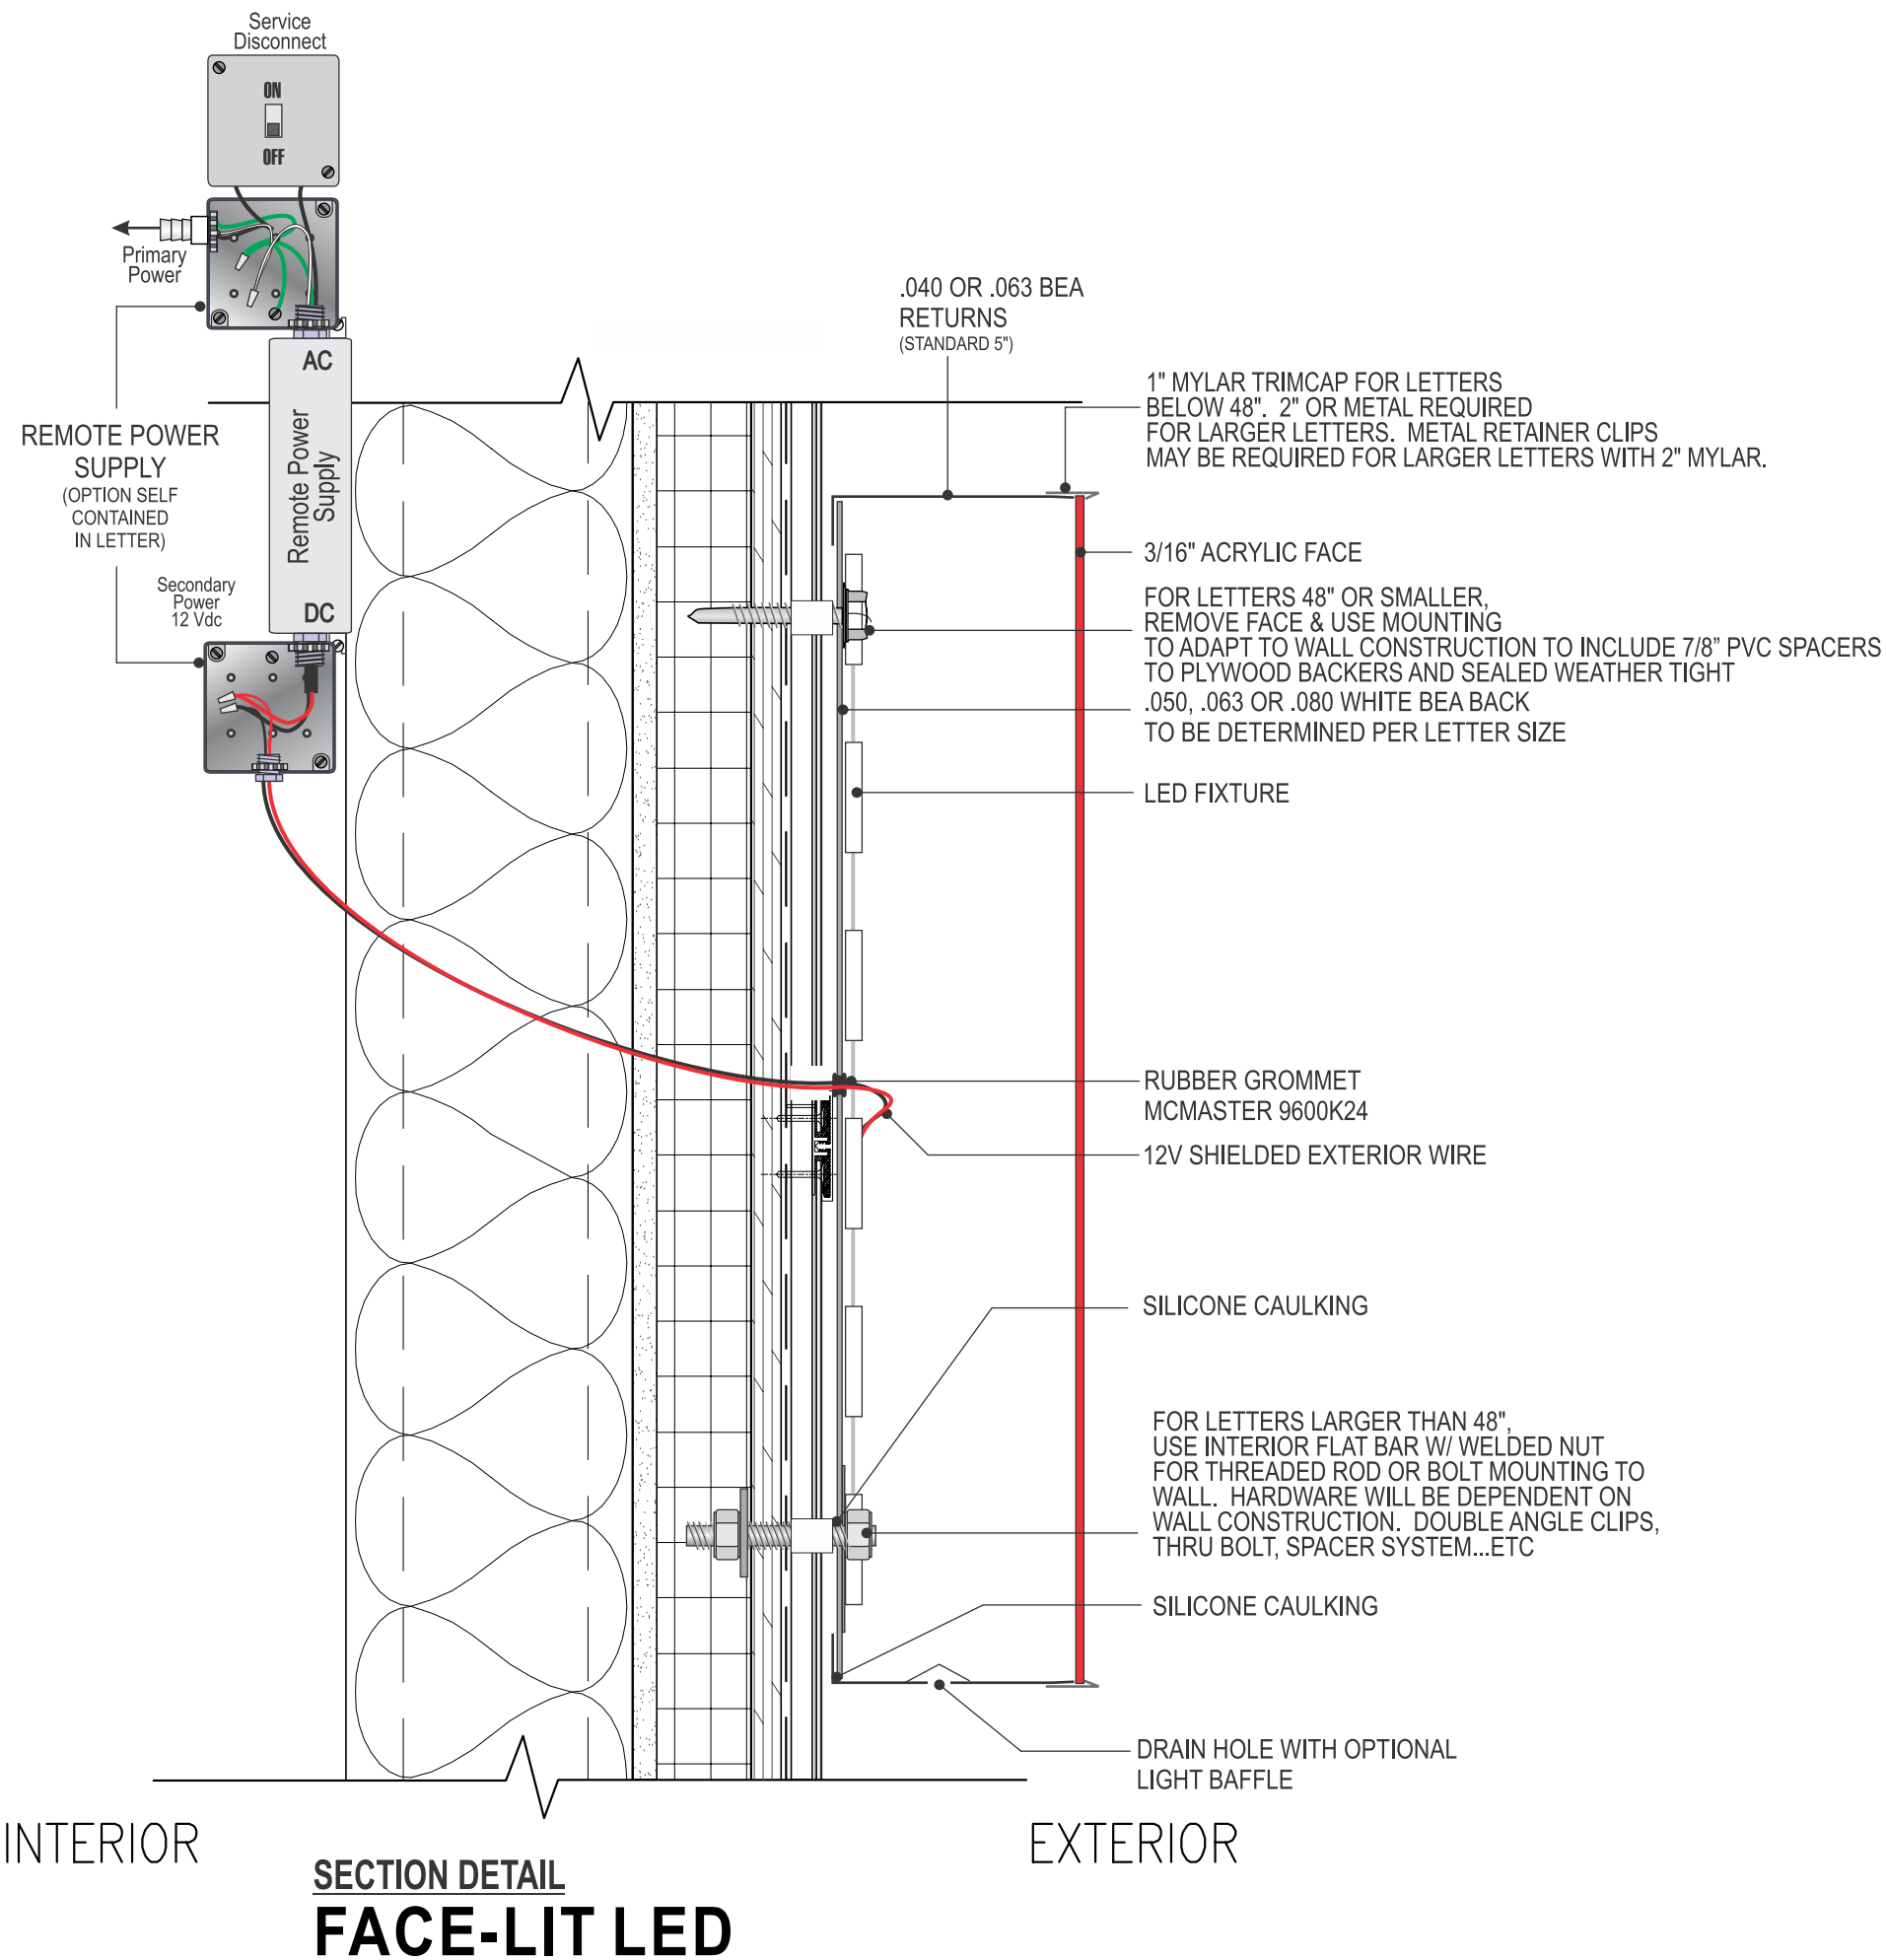 Service
Disconnect
ON
OFF
Primary
Power
AC
Remote Power
Supply
DC
REMOTE POWER
SUPPLY
(OPTION SELF
CONTAINED
IN LETTER)
Secondary
Power
12 Vdc
.040 OR .063 BEA
RETURNS
(STANDARD 5")
1" MYLAR TRIMCAP FOR LETTERS
BELOW 48".  2" OR METAL REQUIRED
FOR LARGER LETTERS.  METAL RETAINER CLIPS
MAY BE REQUIRED FOR LARGER LETTERS WITH 2" MYLAR.
3/16" ACRYLIC FACE
FOR LETTERS 48" OR SMALLER,
REMOVE FACE & USE MOUNTING
TO ADAPT TO WALL CONSTRUCTION TO INCLUDE 7/8” PVC SPACERS
TO PLYWOOD BACKERS AND SEALED WEATHER TIGHT
.050, .063 OR .080 WHITE BEA BACK
TO BE DETERMINED PER LETTER SIZE
LED FIXTURE
RUBBER GROMMET
MCMASTER 9600K24
12V SHIELDED EXTERIOR WIRE
SILICONE CAULKING
FOR LETTERS LARGER THAN 48",
USE INTERIOR FLAT BAR W/ WELDED NUT
FOR THREADED ROD OR BOLT MOUNTING TO
WALL.  HARDWARE WILL BE DEPENDENT ON
WALL CONSTRUCTION.  DOUBLE ANGLE CLIPS,
THRU BOLT, SPACER SYSTEM...ETC
SILICONE CAULKING
DRAIN HOLE WITH OPTIONAL
LIGHT BAFFLE
INTERIOR
EXTERIOR
SECTION DETAIL
FACE-LIT LED